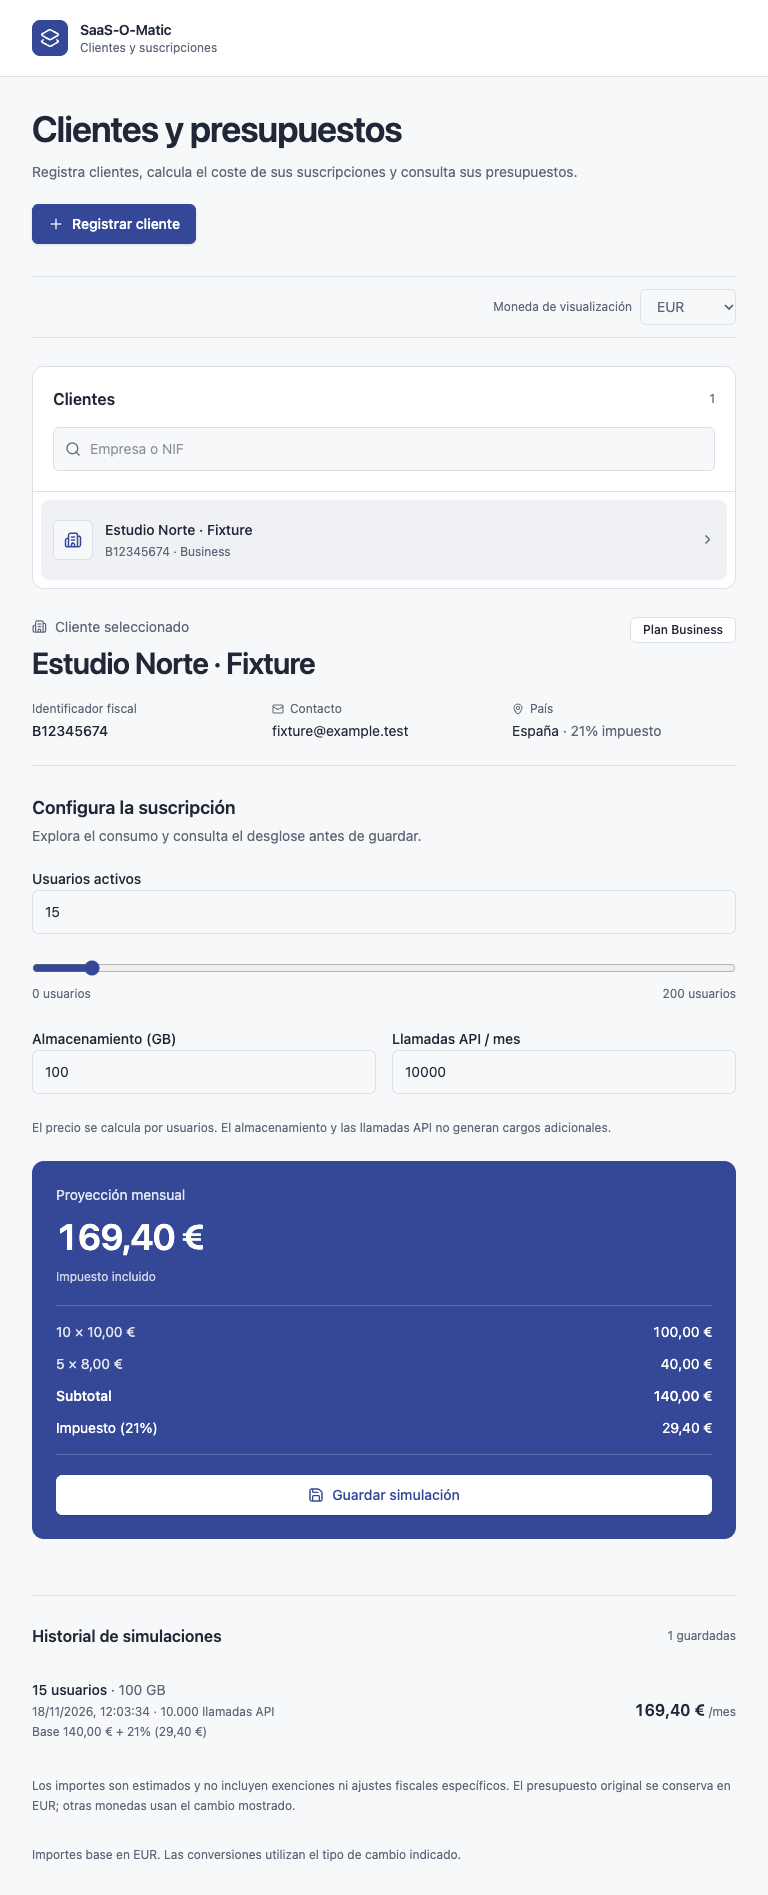 SaaS-O-Matic
Clientes y suscripciones
Clientes y presupuestos
Registra clientes, calcula el coste de sus suscripciones y consulta sus presupuestos.
Registrar cliente
Moneda de visualización EUR
Clientes 1
Empresa o NIF
Estudio Norte · Fixture
B12345674 · Business
Cliente seleccionado
Plan Business
Estudio Norte · Fixture
Identificador fiscal
B12345674
Contacto
fixture@example.test
País
España · 21% impuesto
Configura la suscripción
Explora el consumo y consulta el desglose antes de guardar.
Usuarios activos
15
0 usuarios 200 usuarios
Almacenamiento (GB)
100
Llamadas API / mes
10000
El precio se calcula por usuarios. El almacenamiento y las llamadas API no generan cargos adicionales.
Proyección mensual
169,40 €
Impuesto incluido
10 × 10,00 € 100,00 €
5 × 8,00 € 40,00 €
Subtotal 140,00 €
Impuesto (21%) 29,40 €
Guardar simulación
Historial de simulaciones 1 guardadas
15 usuarios · 100 GB
18/11/2026, 12:03:34 · 10.000 llamadas API
Base 140,00 € + 21% (29,40 €)
169,40 € /mes
Los importes son estimados y no incluyen exenciones ni ajustes fiscales específicos. El presupuesto original se conserva en
EUR; otras monedas usan el cambio mostrado.
Importes base en EUR. Las conversiones utilizan el tipo de cambio indicado.